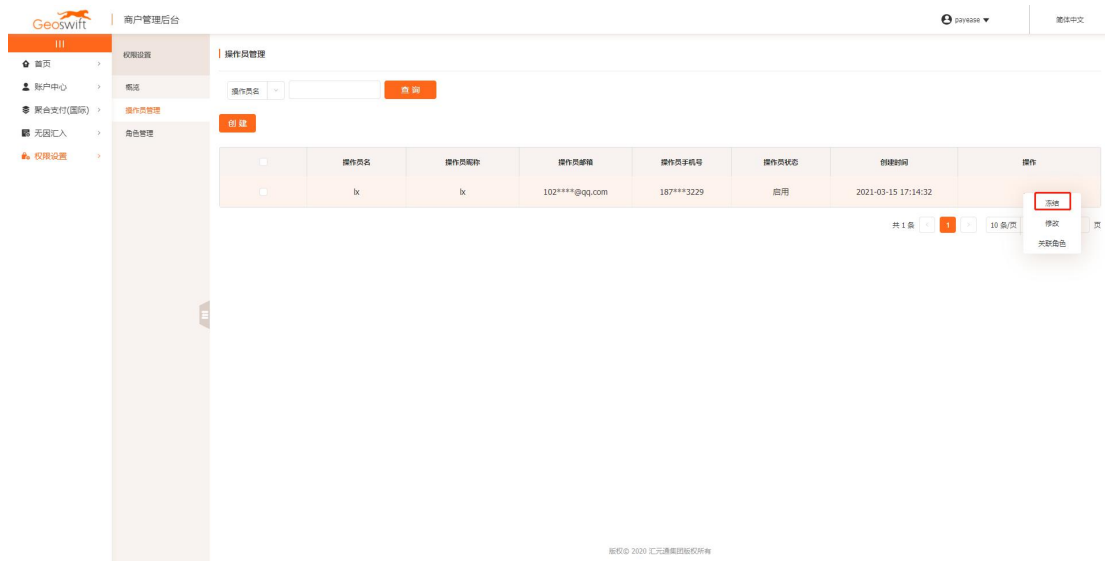 Geoswift
商户管理后台
payease
简体中文
首页
账户中心
聚合支付(国际)
无因汇入
权限设置
权限设置
概览
操作员管理
角色管理
操作员管理
操作员名
查 询
创 建
操作员名 操作员昵称 操作员邮箱 操作员手机号 操作员状态 创建时间 操作
lx lx 102****@qq.com 187***3229 启用 2021-03-15 17:14:32
冻结
修改
关联角色
共 1 条 1 10 条/页 页
版权© 2020 汇元通集团版权所有